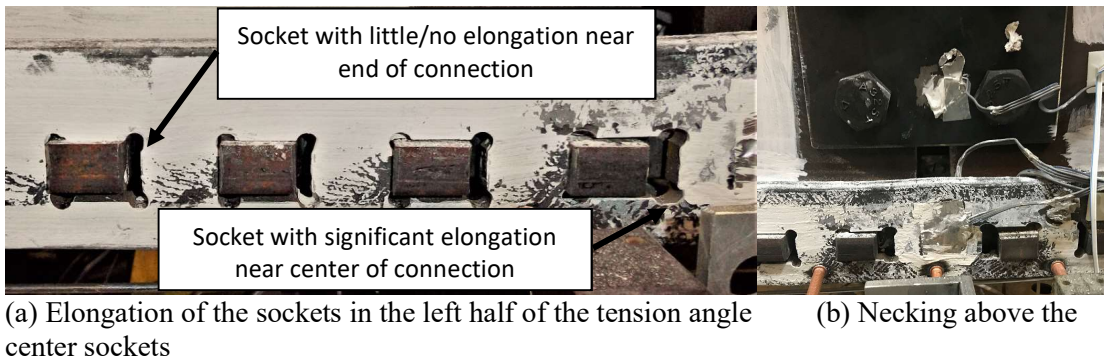 Socket with little/no elongation near
end of connection
Socket with significant elongation
near center of connection
(a) Elongation of the sockets in the left half of the tension angle
(b) Necking above the
center sockets